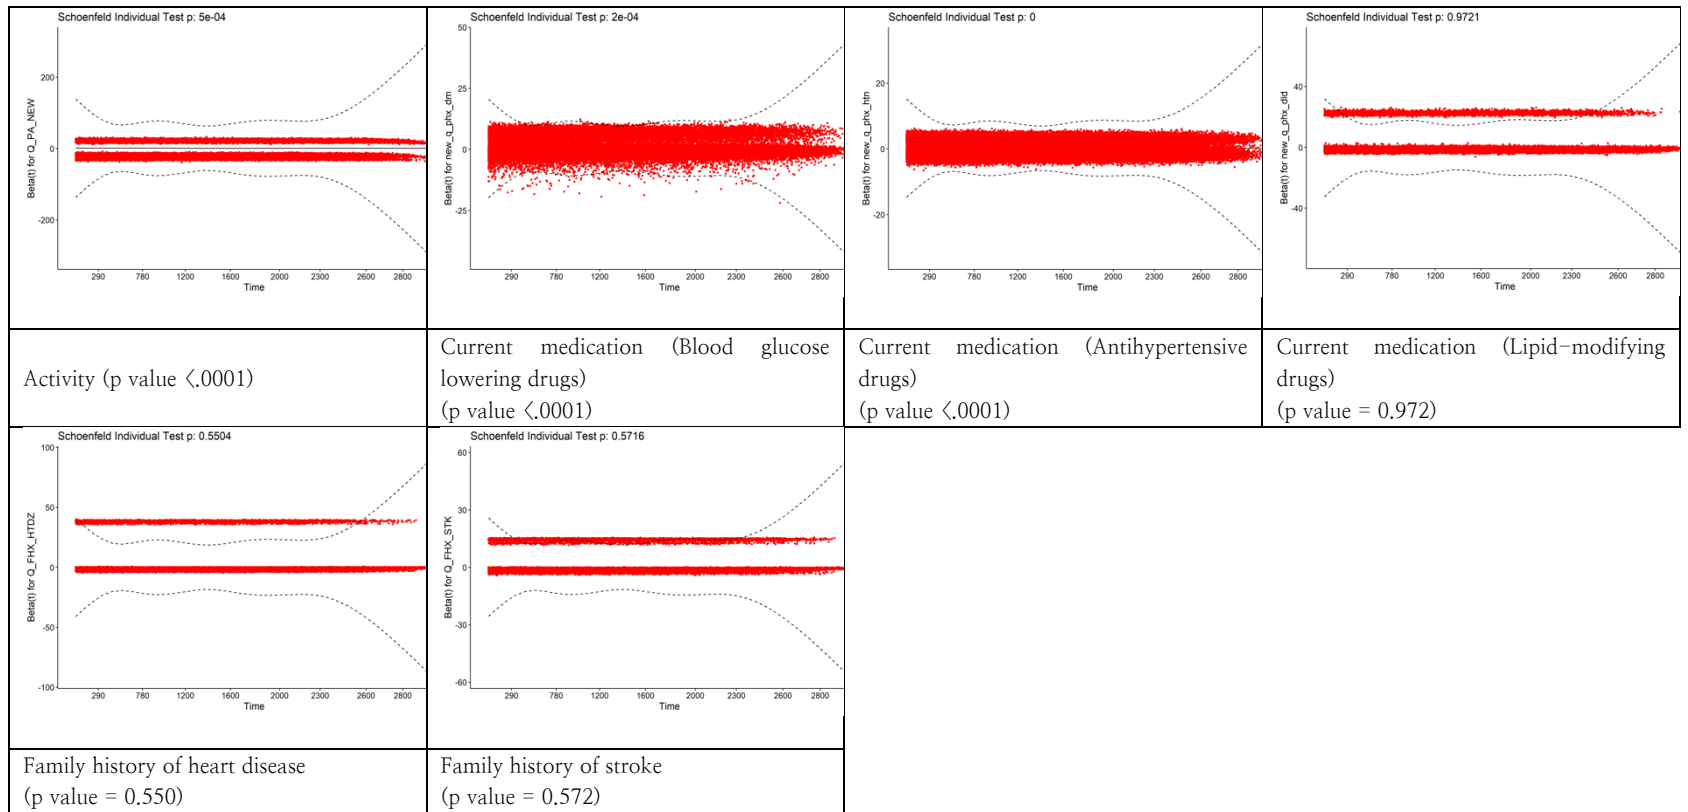 Schoenfeld Individual Test p: 5e-04
Beta(t) for Q_PA_NEW
200
0
-200
290 780 1200 1600 2000 2300 2800
Time
Schoenfeld Individual Test p: 2e-04
Beta(t) for new_q_phx_dm
50
25
0
-25
290 780 1200 1600 2000 2300 2800
Time
Schoenfeld Individual Test p: 0
Beta(t) for new_q_phx_htn
20
0
-20
290 780 1200 1600 2000 2300 2800
Time
Schoenfeld Individual Test p: 0.9721
Beta(t) for new_q_phx_dld
40
0
-40
290 780 1200 1600 2000 2300 2600 2800
Time
Activity (p value <.0001)
Current medication (Blood glucose
lowering drugs)
(p value <.0001)
Current medication (Antihypertensive
drugs)
(p value <.0001)
Current medication (Lipid-modifying
drugs)
(p value = 0.972)
Schoenfeld Individual Test p: 0.5504
Beta(t) for Q_FHX_HTDZ
100
50
0
-50
-100
290 780 1200 1600 2000 2300 2800
Time
Schoenfeld Individual Test p: 0.5716
Beta(t) for Q_FHX_STK
60
30
0
-30
-60
290 780 1200 1600 2000 2300 2800
Time
Family history of heart disease
(p value = 0.550)
Family history of stroke
(p value = 0.572)